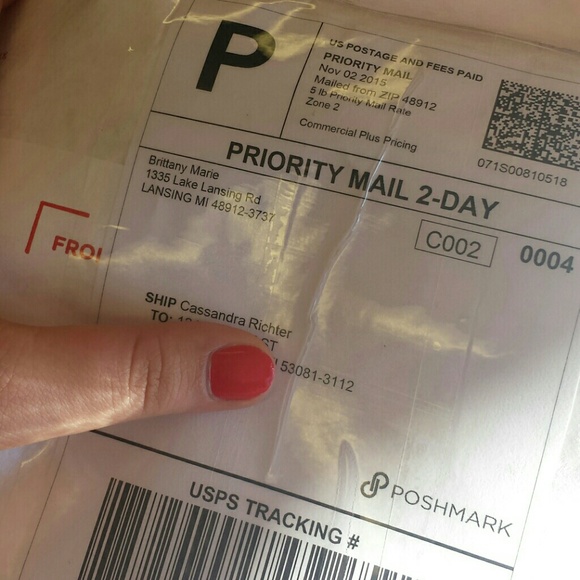 P
US POSTAGE AND FEES PAID
PRIORITY MAIL
Nov 02 2015
Mailed from ZIP 48912
5 lb Priority Mail Rate
Zone 2
Commercial Plus Pricing
071S00810518
PRIORITY MAIL 2-DAY
Brittany Marie
1335 Lake Lansing Rd
LANSING MI 48912-3737
C002
0004
FROM
SHIP Cassandra Richter
TO: ST
53081-3112
POSHMARK
USPS TRACKING #